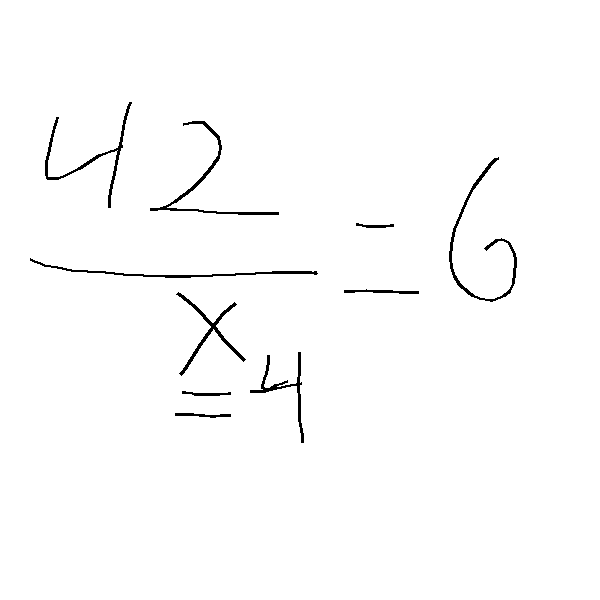 42
= 6
x
= 4